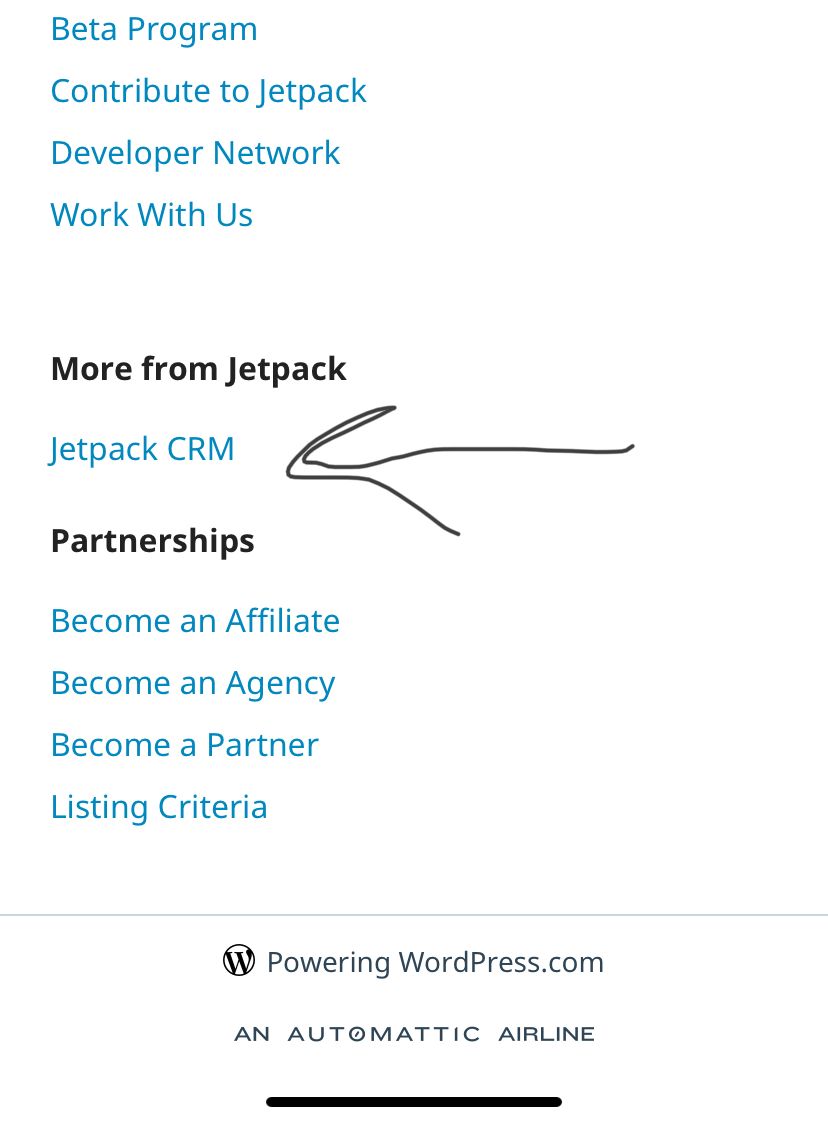 Beta Program
Contribute to Jetpack
Developer Network
Work With Us
More from Jetpack
Jetpack CRM
Partnerships
Become an Affiliate
Become an Agency
Become a Partner
Listing Criteria
Powering WordPress.com
AN AUTOMATTIC AIRLINE